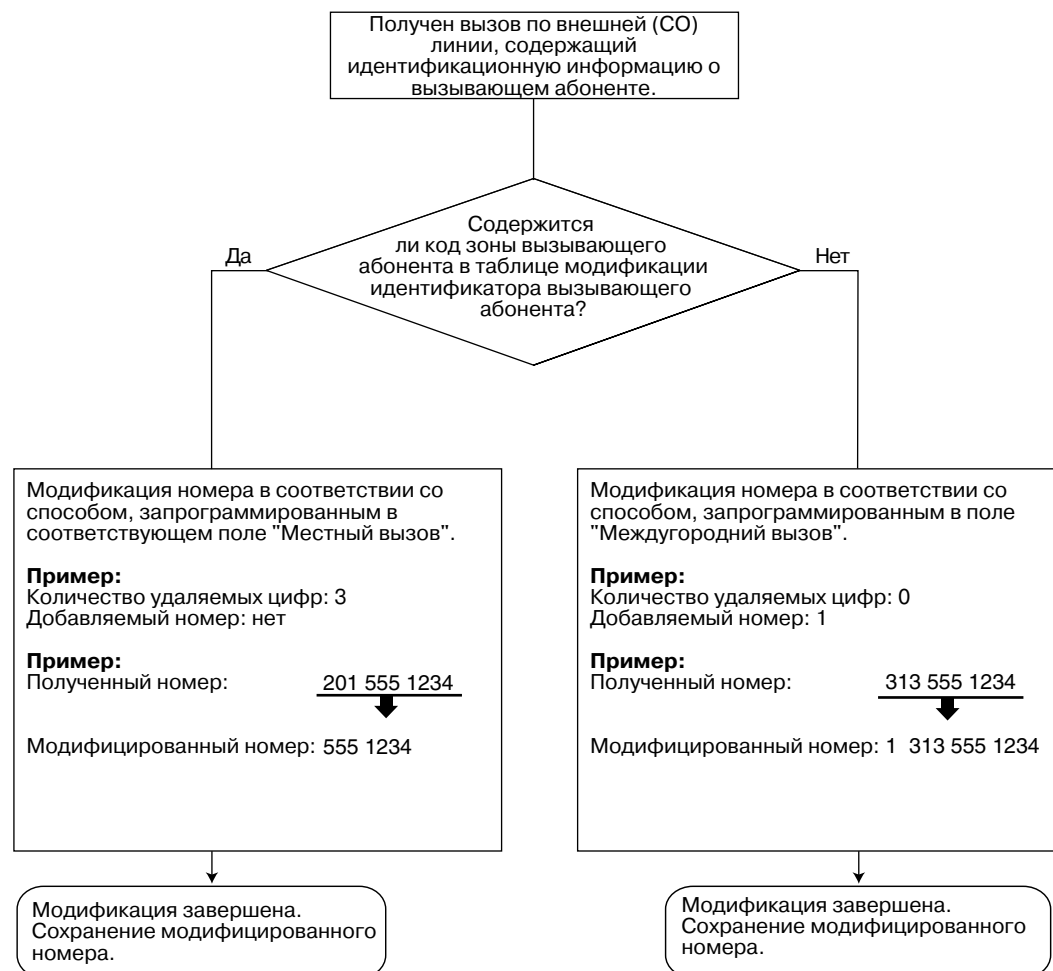 Получен вызов по внешней (СО)
линии, содержащий
идентификационную информацию о
вызывающем абоненте.
Содержится
ли код зоны вызывающего
абонента в таблице модификации
идентификатора вызывающего
абонента?
Да
Нет
Модификация номера в соответствии со
способом, запрограммированным в
соответствующем поле "Местный вызов".
Пример:
Количество удаляемых цифр: 3
Добавляемый номер: нет
Пример:
Полученный номер: 201 555 1234
Модифицированный номер: 555 1234
Модификация завершена.
Сохранение модифицированного
номера.
Модификация номера в соответствии со
способом, запрограммированным в поле
"Междугородний вызов".
Пример:
Количество удаляемых цифр: 0
Добавляемый номер: 1
Пример:
Полученный номер: 313 555 1234
Модифицированный номер: 1 313 555 1234
Модификация завершена.
Сохранение модифицированного
номера.